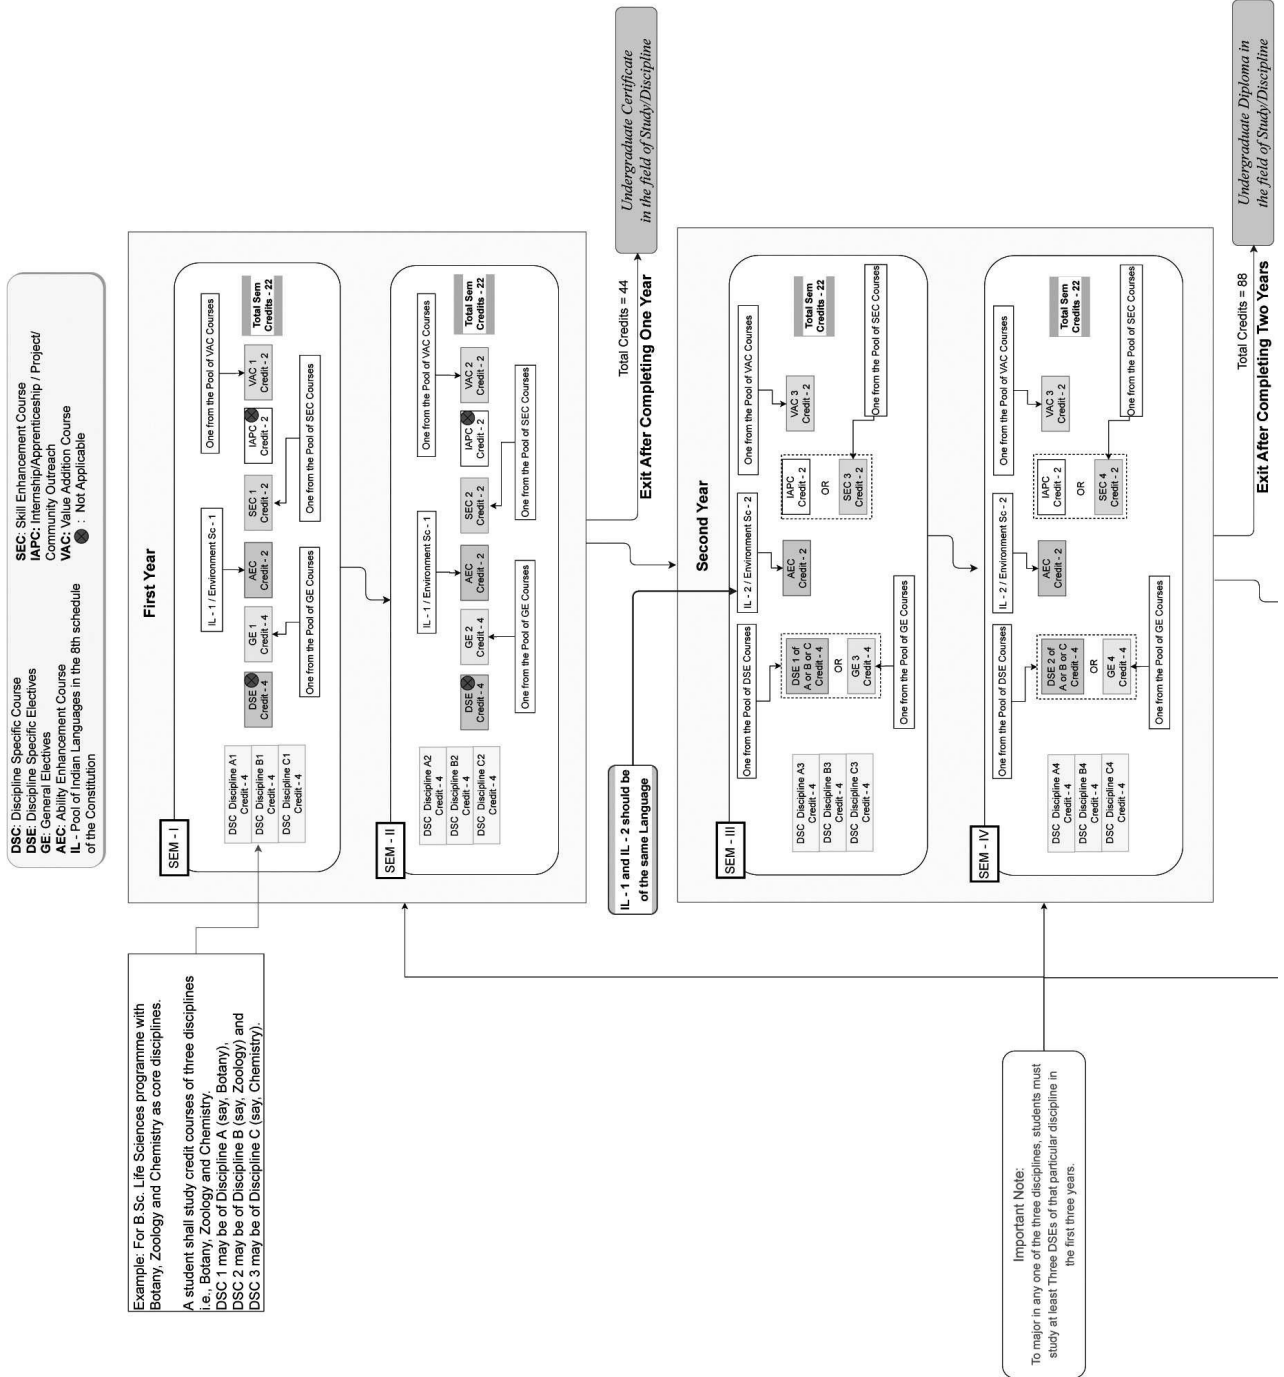 DSC: Discipline Specific Course
DSE: Discipline Specific Electives
GE: General Electives
AEC: Ability Enhancement Course
IL - Pool of Indian Languages in the 8th schedule
of the Constitution
SEC: Skill Enhancement Course
IAPC: Internship/Apprenticeship / Project/
Community Outreach
VAC: Value Addition Course
: Not Applicable
Example: For B.Sc. Life Sciences programme with
Botany, Zoology and Chemistry as core disciplines.
A student shall study credit courses of three disciplines
i.e., Botany, Zoology and Chemistry.
DSC 1 may be of Discipline A (say, Botany),
DSC 2 may be of Discipline B (say, Zoology) and
DSC 3 may be of Discipline C (say, Chemistry).
First Year
SEM - I
DSC Discipline A1
Credit - 4
DSC Discipline B1
Credit - 4
DSC Discipline C1
Credit - 4
DSE
Credit - 4
GE 1
Credit - 4
One from the Pool of GE Courses
IL - 1 / Environment Sc - 1
AEC
Credit - 2
SEC 1
Credit - 2
One from the Pool of SEC Courses
IAPC
Credit - 2
One from the Pool of VAC Courses
VAC 1
Credit - 2
Total Sem
Credits - 22
SEM - II
DSC Discipline A2
Credit - 4
DSC Discipline B2
Credit - 4
DSC Discipline C2
Credit - 4
DSE
Credit - 4
GE 2
Credit - 4
One from the Pool of GE Courses
IL - 1 / Environment Sc - 1
AEC
Credit - 2
SEC 2
Credit - 2
One from the Pool of SEC Courses
IAPC
Credit - 2
One from the Pool of VAC Courses
VAC 2
Credit - 2
Total Sem
Credits - 22
Total Credits = 44
Exit After Completing One Year
Undergraduate Certificate
in the field of Study/Discipline
IL - 1 and IL - 2 should be
of the same Language
Second Year
SEM - III
DSC Discipline A3
Credit - 4
DSC Discipline B3
Credit - 4
DSC Discipline C3
Credit - 4
One from the Pool of DSE Courses
DSE 1 of
A or B or C
Credit - 4
OR
GE 3
Credit - 4
One from the Pool of GE Courses
IL - 2 / Environment Sc - 2
AEC
Credit - 2
IAPC
Credit - 2
OR
SEC 3
Credit - 2
One from the Pool of SEC Courses
One from the Pool of VAC Courses
VAC 3
Credit - 2
Total Sem
Credits - 22
SEM - IV
DSC Discipline A4
Credit - 4
DSC Discipline B4
Credit - 4
DSC Discipline C4
Credit - 4
One from the Pool of DSE Courses
DSE 2 of
A or B or C
Credit - 4
OR
GE 4
Credit - 4
One from the Pool of GE Courses
IL - 2 / Environment Sc - 2
AEC
Credit - 2
IAPC
Credit - 2
OR
SEC 4
Credit - 2
One from the Pool of SEC Courses
One from the Pool of VAC Courses
VAC 3
Credit - 2
Total Sem
Credits - 22
Total Credits = 88
Exit After Completing Two Years
Undergraduate Diploma in
the field of Study/Discipline
Important Note:
To major in any one of the three disciplines, students must
study at least Three DSEs of that particular discipline in
the first three years.